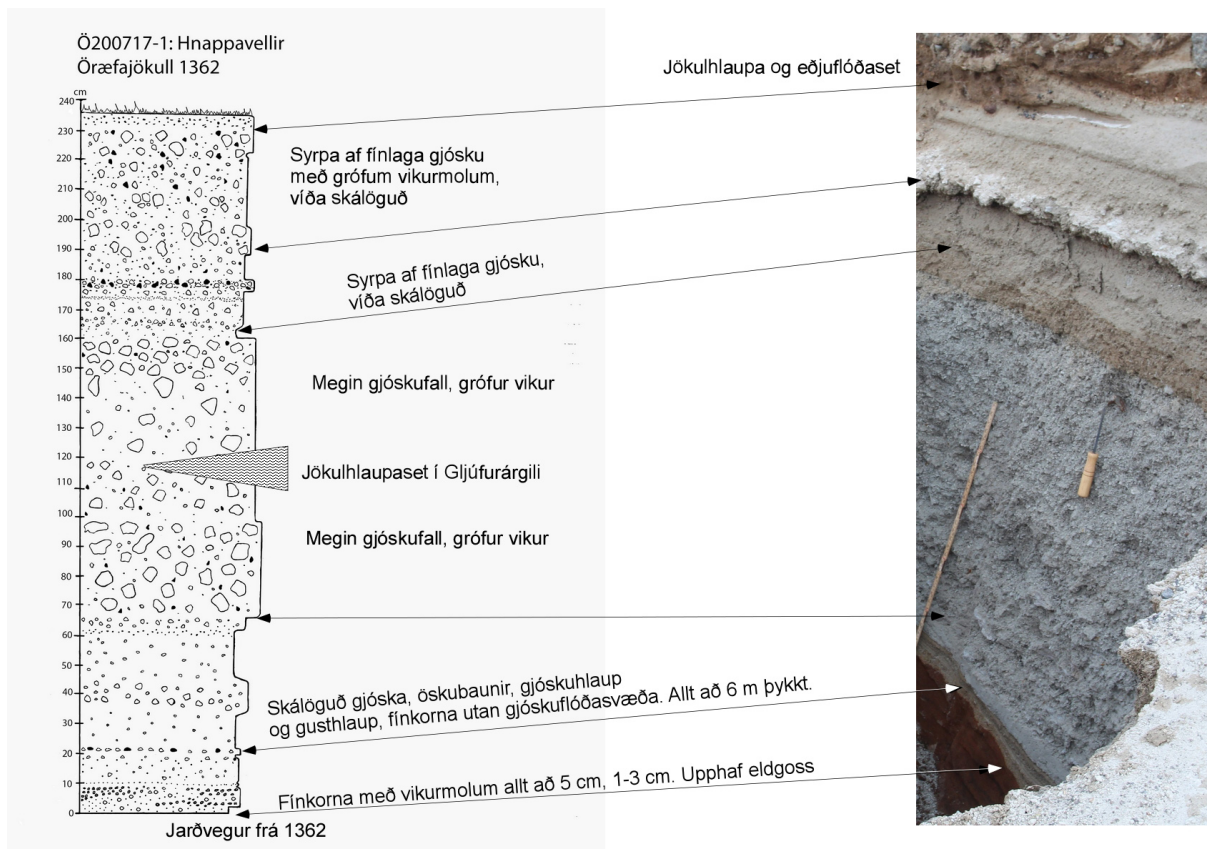 Ö200717-1: Hnappavellir
Öræfajökull 1362
cm
240
230
220
210
200
190
180
170
160
150
140
130
120
110
100
90
80
70
60
50
40
30
20
10
0
Jökulhlaupa og eðjuflóðaset
Syrpa af fínlaga gjósku
með grófum vikurmolum,
víða skálöguð
Syrpa af fínlaga gjósku,
víða skálöguð
Megin gjóskufall, grófur vikur
Jökulhlaupaset í Gljúfurárgili
Megin gjóskufall, grófur vikur
Skálöguð gjóska, öskubaunir, gjóskuhlaup
og gusthlaup, fínkorna utan gjóskuflóðasvæða. Allt að 6 m þykkt.
Fínkorna með vikurmolum allt að 5 cm, 1-3 cm. Upphaf eldgoss
Jarðvegur frá 1362